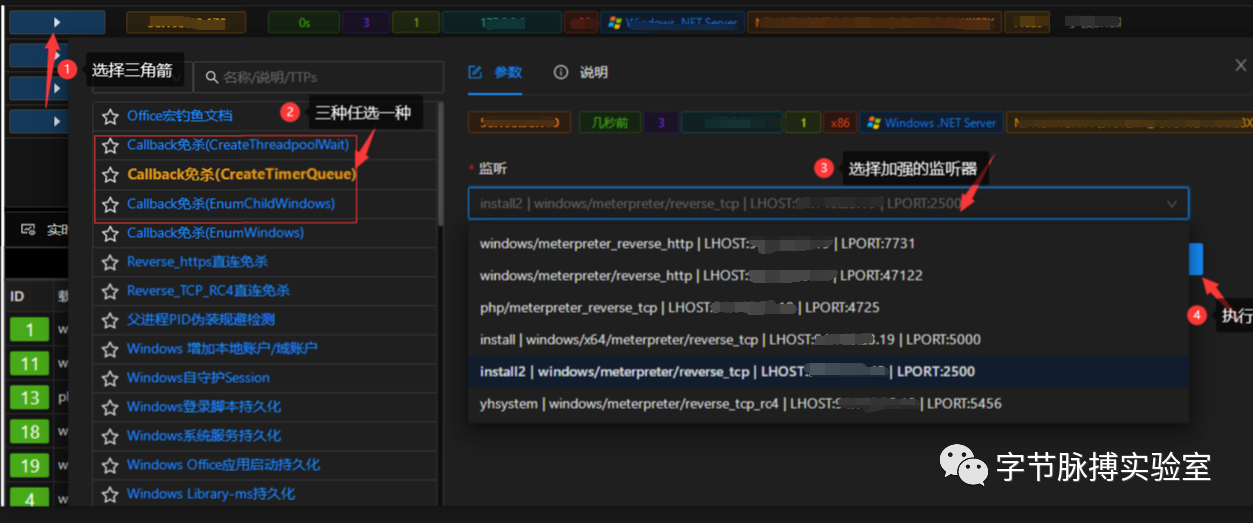 0s
3
1
Windows .NET Server
1
选择三角箭
名称/说明/TTPs
参数
说明
Office宏钓鱼文档
2
三种任选一种
几秒前
3
1
x86
Windows .NET Server
Callback免杀(CreateThreadpoolWait)
Callback免杀(CreateTimerQueue)
Callback免杀(EnumChildWindows)
Callback免杀(EnumWindows)
Reverse_https直连免杀
Reverse_TCP_RC4直连免杀
父进程PID伪装规避检测
Windows 增加本地账户/域账户
Windows自守护Session
Windows登录脚本持久化
Windows系统服务持久化
Windows Office应用启动持久化
Windows Library-ms持久化
* 监听
3
选择加强的监听器
install2 | windows/meterpreter/reverse_tcp | LHOST: | LPORT:2500
windows/meterpreter_reverse_http | LHOST: | LPORT:7731
windows/meterpreter/reverse_http | LHOST: , LPORT:47122
php/meterpreter_reverse_tcp | LHOST: | LPORT:4725
install | windows/x64/meterpreter/reverse_tcp | LHOST: .19 | LPORT:5000
install2 | windows/meterpreter/reverse_tcp | LHOST: | LPORT:2500
yhsystem | windows/meterpreter/reverse_tcp_rc4 | LHOST: | LPORT:5456
4
执行
ID
1
11
13
18
19
4
字节脉搏实验室